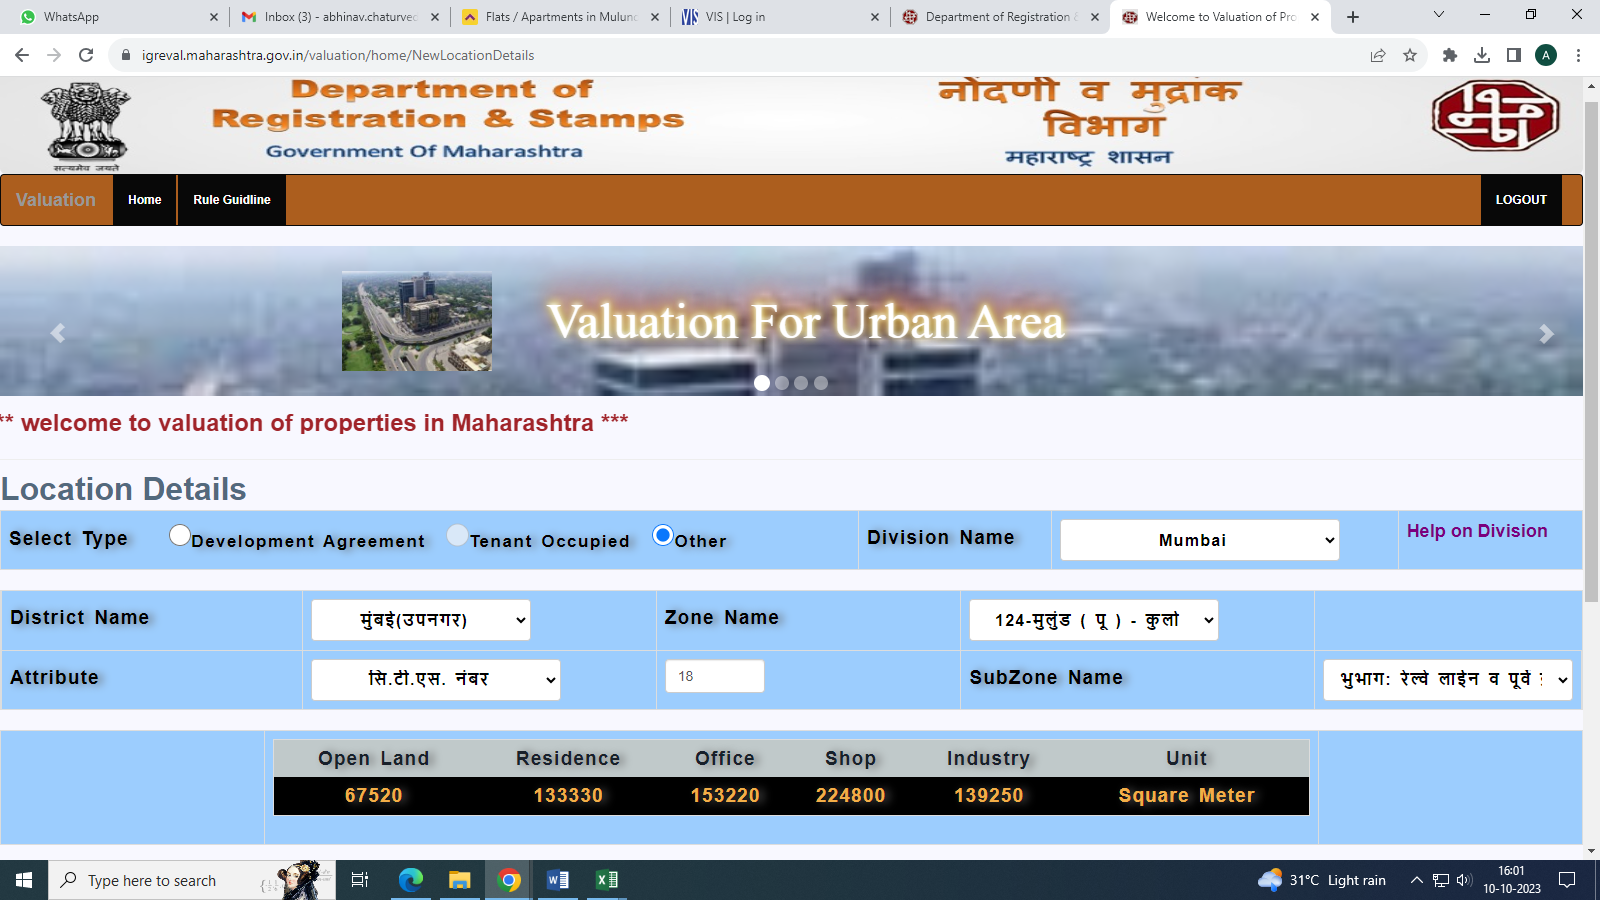 WhatsApp
Inbox (3) - abhinav.chaturved
Flats / Apartments in Mulund
VIS | Log in
Department of Registration &
Welcome to Valuation of Pro
igreval.maharashtra.gov.in/valuation/home/NewLocationDetails
A
Department of
Registration & Stamps
Government Of Maharashtra
सत्यमेव जयते
नोंदणी व मुद्रांक
विभाग
महाराष्ट्र शासन
Valuation
Home
Rule Guidline
LOGOUT
Valuation For Urban Area
** welcome to valuation of properties in Maharashtra ***
Location Details
Select Type
Development Agreement
Tenant Occupied
Other
Division Name
Mumbai
Help on Division
District Name
मुंबई(उपनगर)
Zone Name
124-मुलुंड ( पू ) - कुर्ला
Attribute
सि.टी.एस. नंबर
18
SubZone Name
भुभाग: रेल्वे लाईन व पूर्व
Open Land Residence Office Shop Industry Unit
67520 133330 153220 224800 139250 Square Meter
Type here to search
31°C Light rain
16:01
10-10-2023